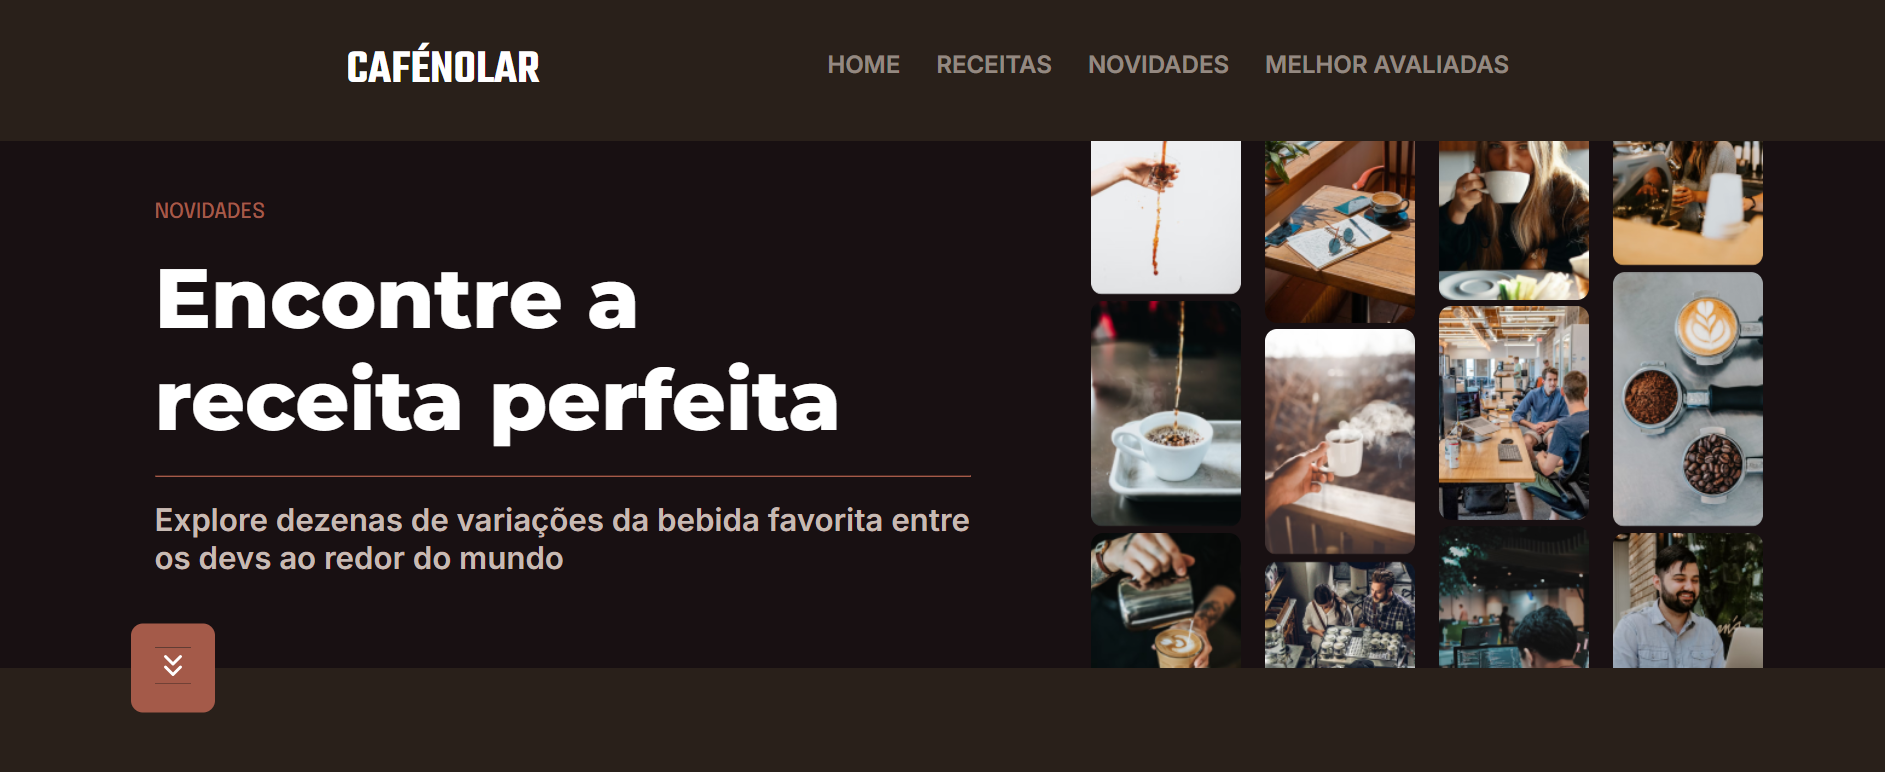 CAFÉNOLAR
HOME RECEITAS NOVIDADES MELHOR AVALIADAS
NOVIDADES
Encontre a
receita perfeita
Explore dezenas de variações da bebida favorita entre
os devs ao redor do mundo